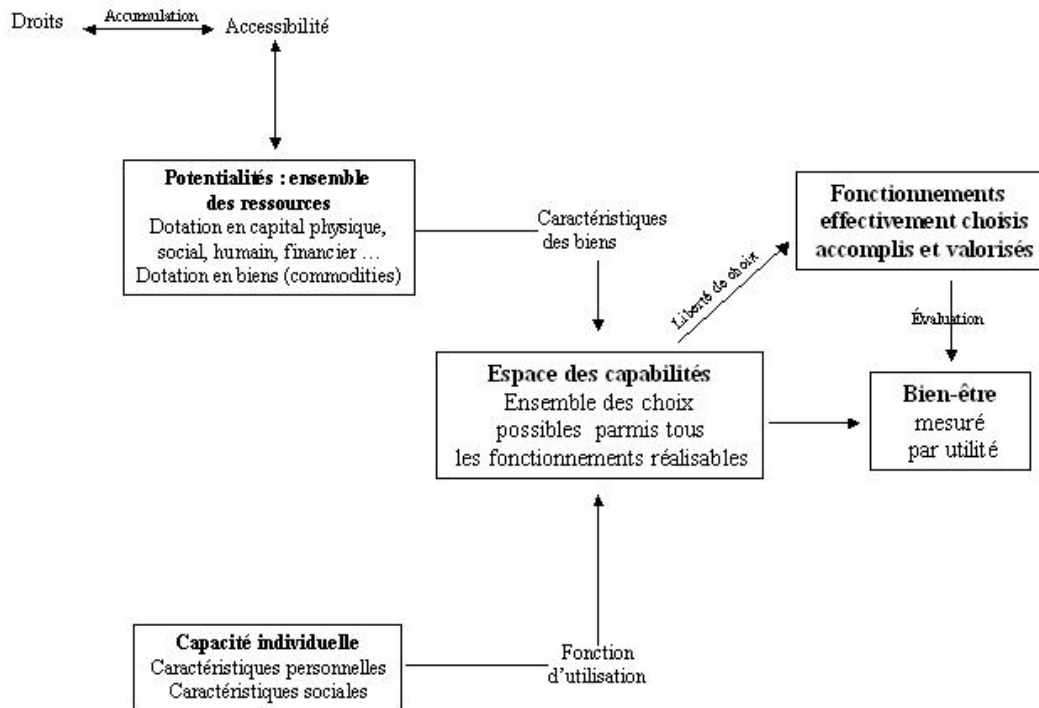 Droits
Accumulation
Accessibilité
Potentialités : ensemble
des ressources
Dotation en capital physique,
social, humain, financier …
Dotation en biens (commodities)
Caractéristiques
des biens
Liberté de choix
Fonctionnements
effectivement choisis
accomplis et valorisés
Évaluation
Espace des capabilités
Ensemble des choix
possibles parmis tous
les fonctionnements réalisables
Bien-être
mesuré
par utilité
Capacité individuelle
Caractéristiques personnelles
Caractéristiques sociales
Fonction
d’utilisation